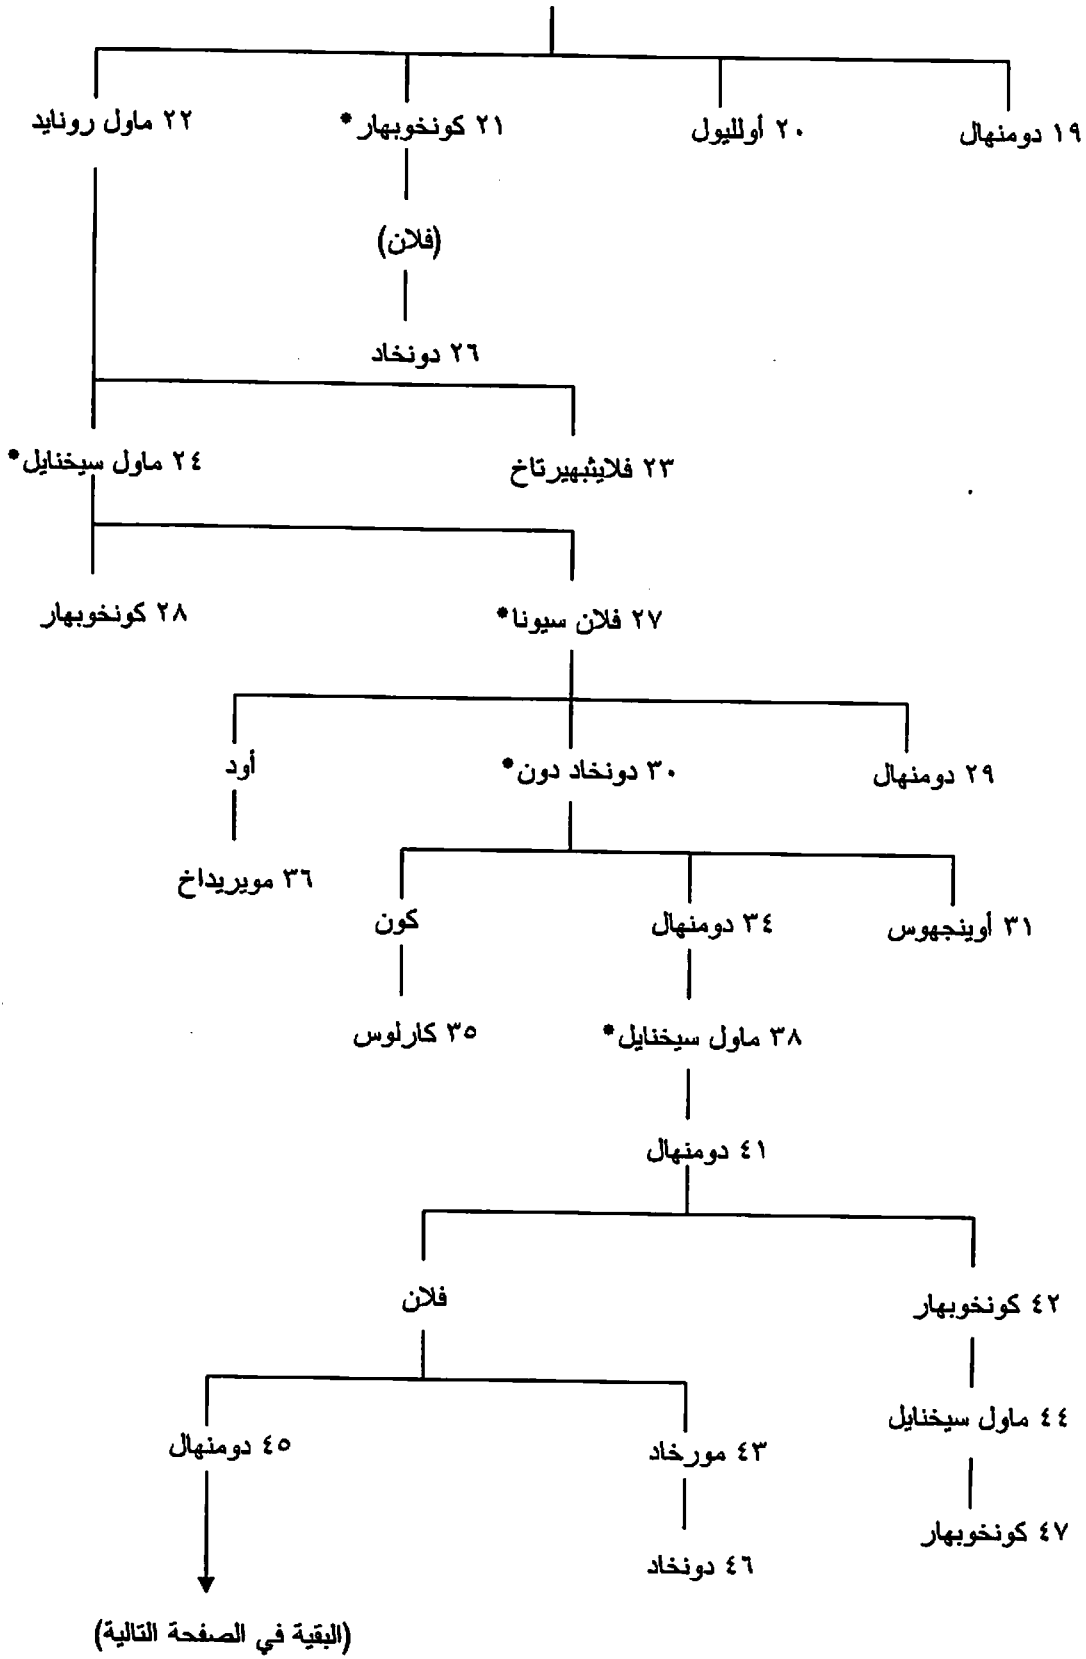 ١٩ دومنهال
٢٠ أولليول
٢١ كونخوبهار*
٢٢ ماول رونايد
(فلان)
٢٦ دونخاد
٢٣ فلايثبهيرتاخ
٢٤ ماول سيخنايل*
٢٧ فلان سيونا*
٢٨ كونخوبهار
٢٩ دومنهال
٣٠ دونخاد دون*
أود
٣٦ مويريداخ
٣١ أوينجهوس
٣٤ دومنهال
كون
٣٨ ماول سيخنايل*
٣٥ كارلوس
٤١ دومنهال
٤٢ كونخوبهار
فلان
٤٤ ماول سيخنايل
٤٣ مورخاد
٤٥ دومنهال
٤٧ كونخوبهار
٤٦ دونخاد
(البقية في الصفحة التالية)